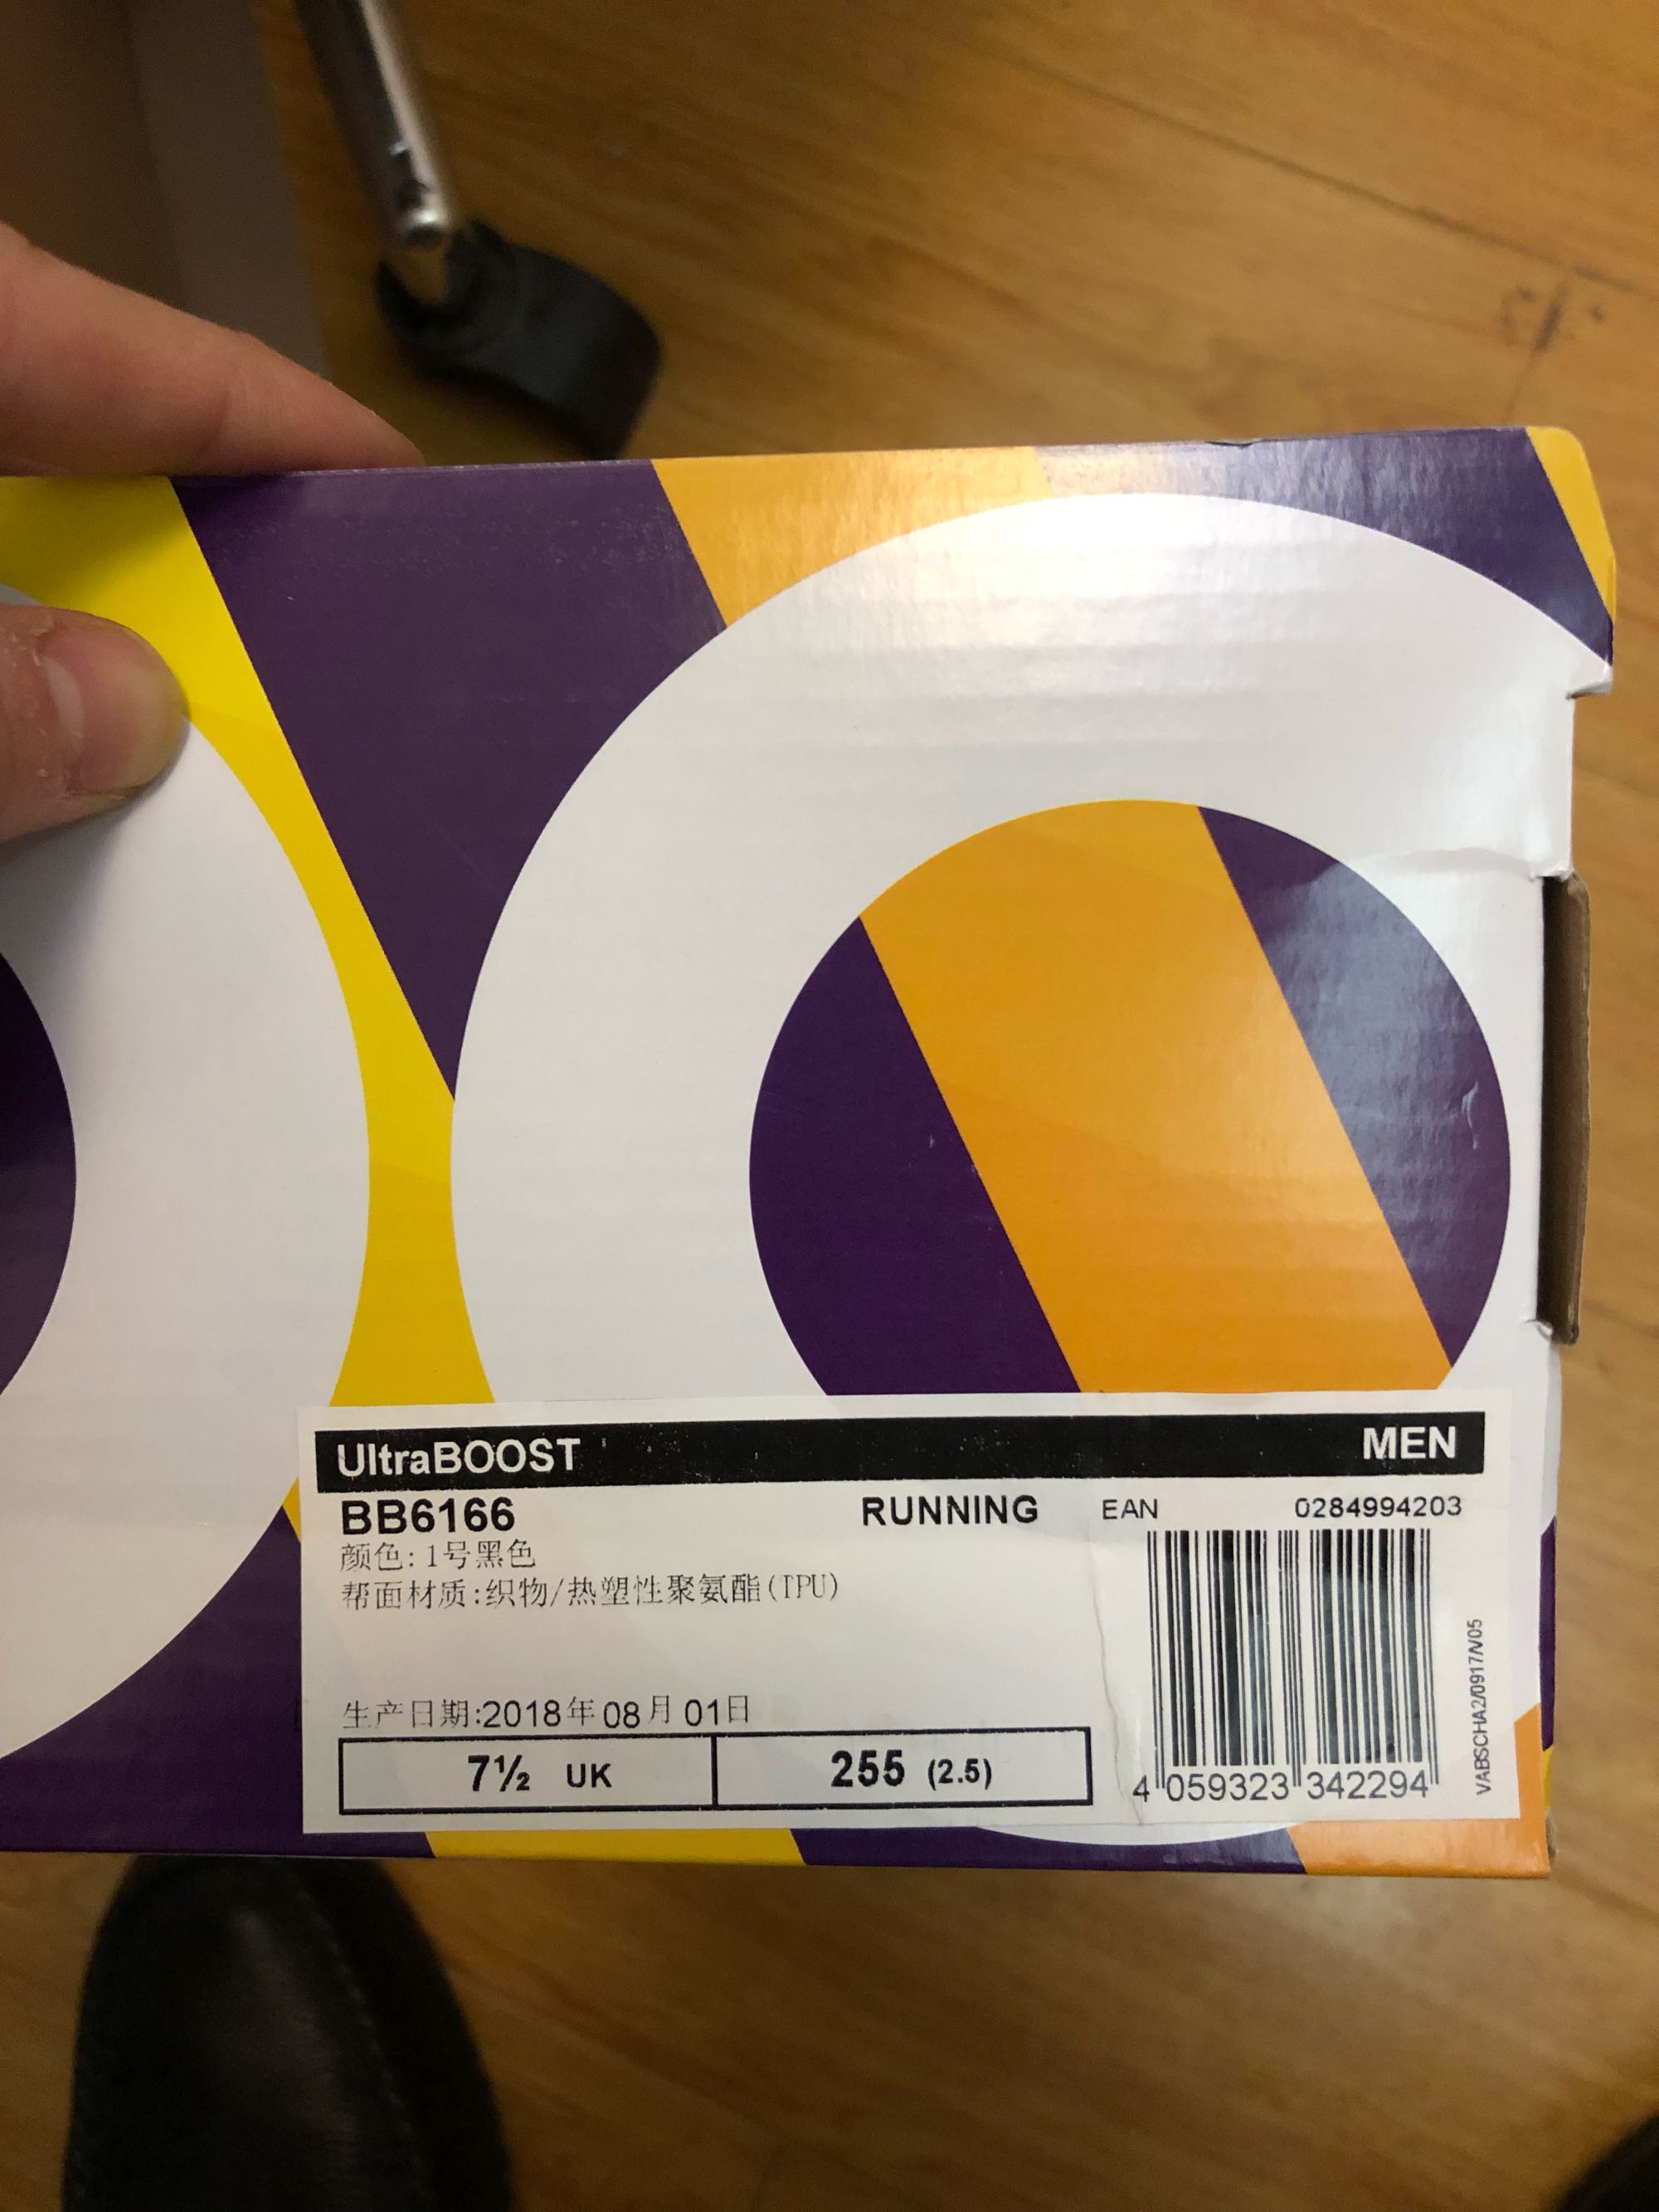 UltraBOOST MEN
BB6166 RUNNING EAN 0284994203
颜色:1号黑色
帮面材质:织物/热塑性聚氨酯(TPU)
生产日期:2018年08月01日
7½ UK 255 (2.5)
4 059323 342294
VABSCHA2/0917/V05